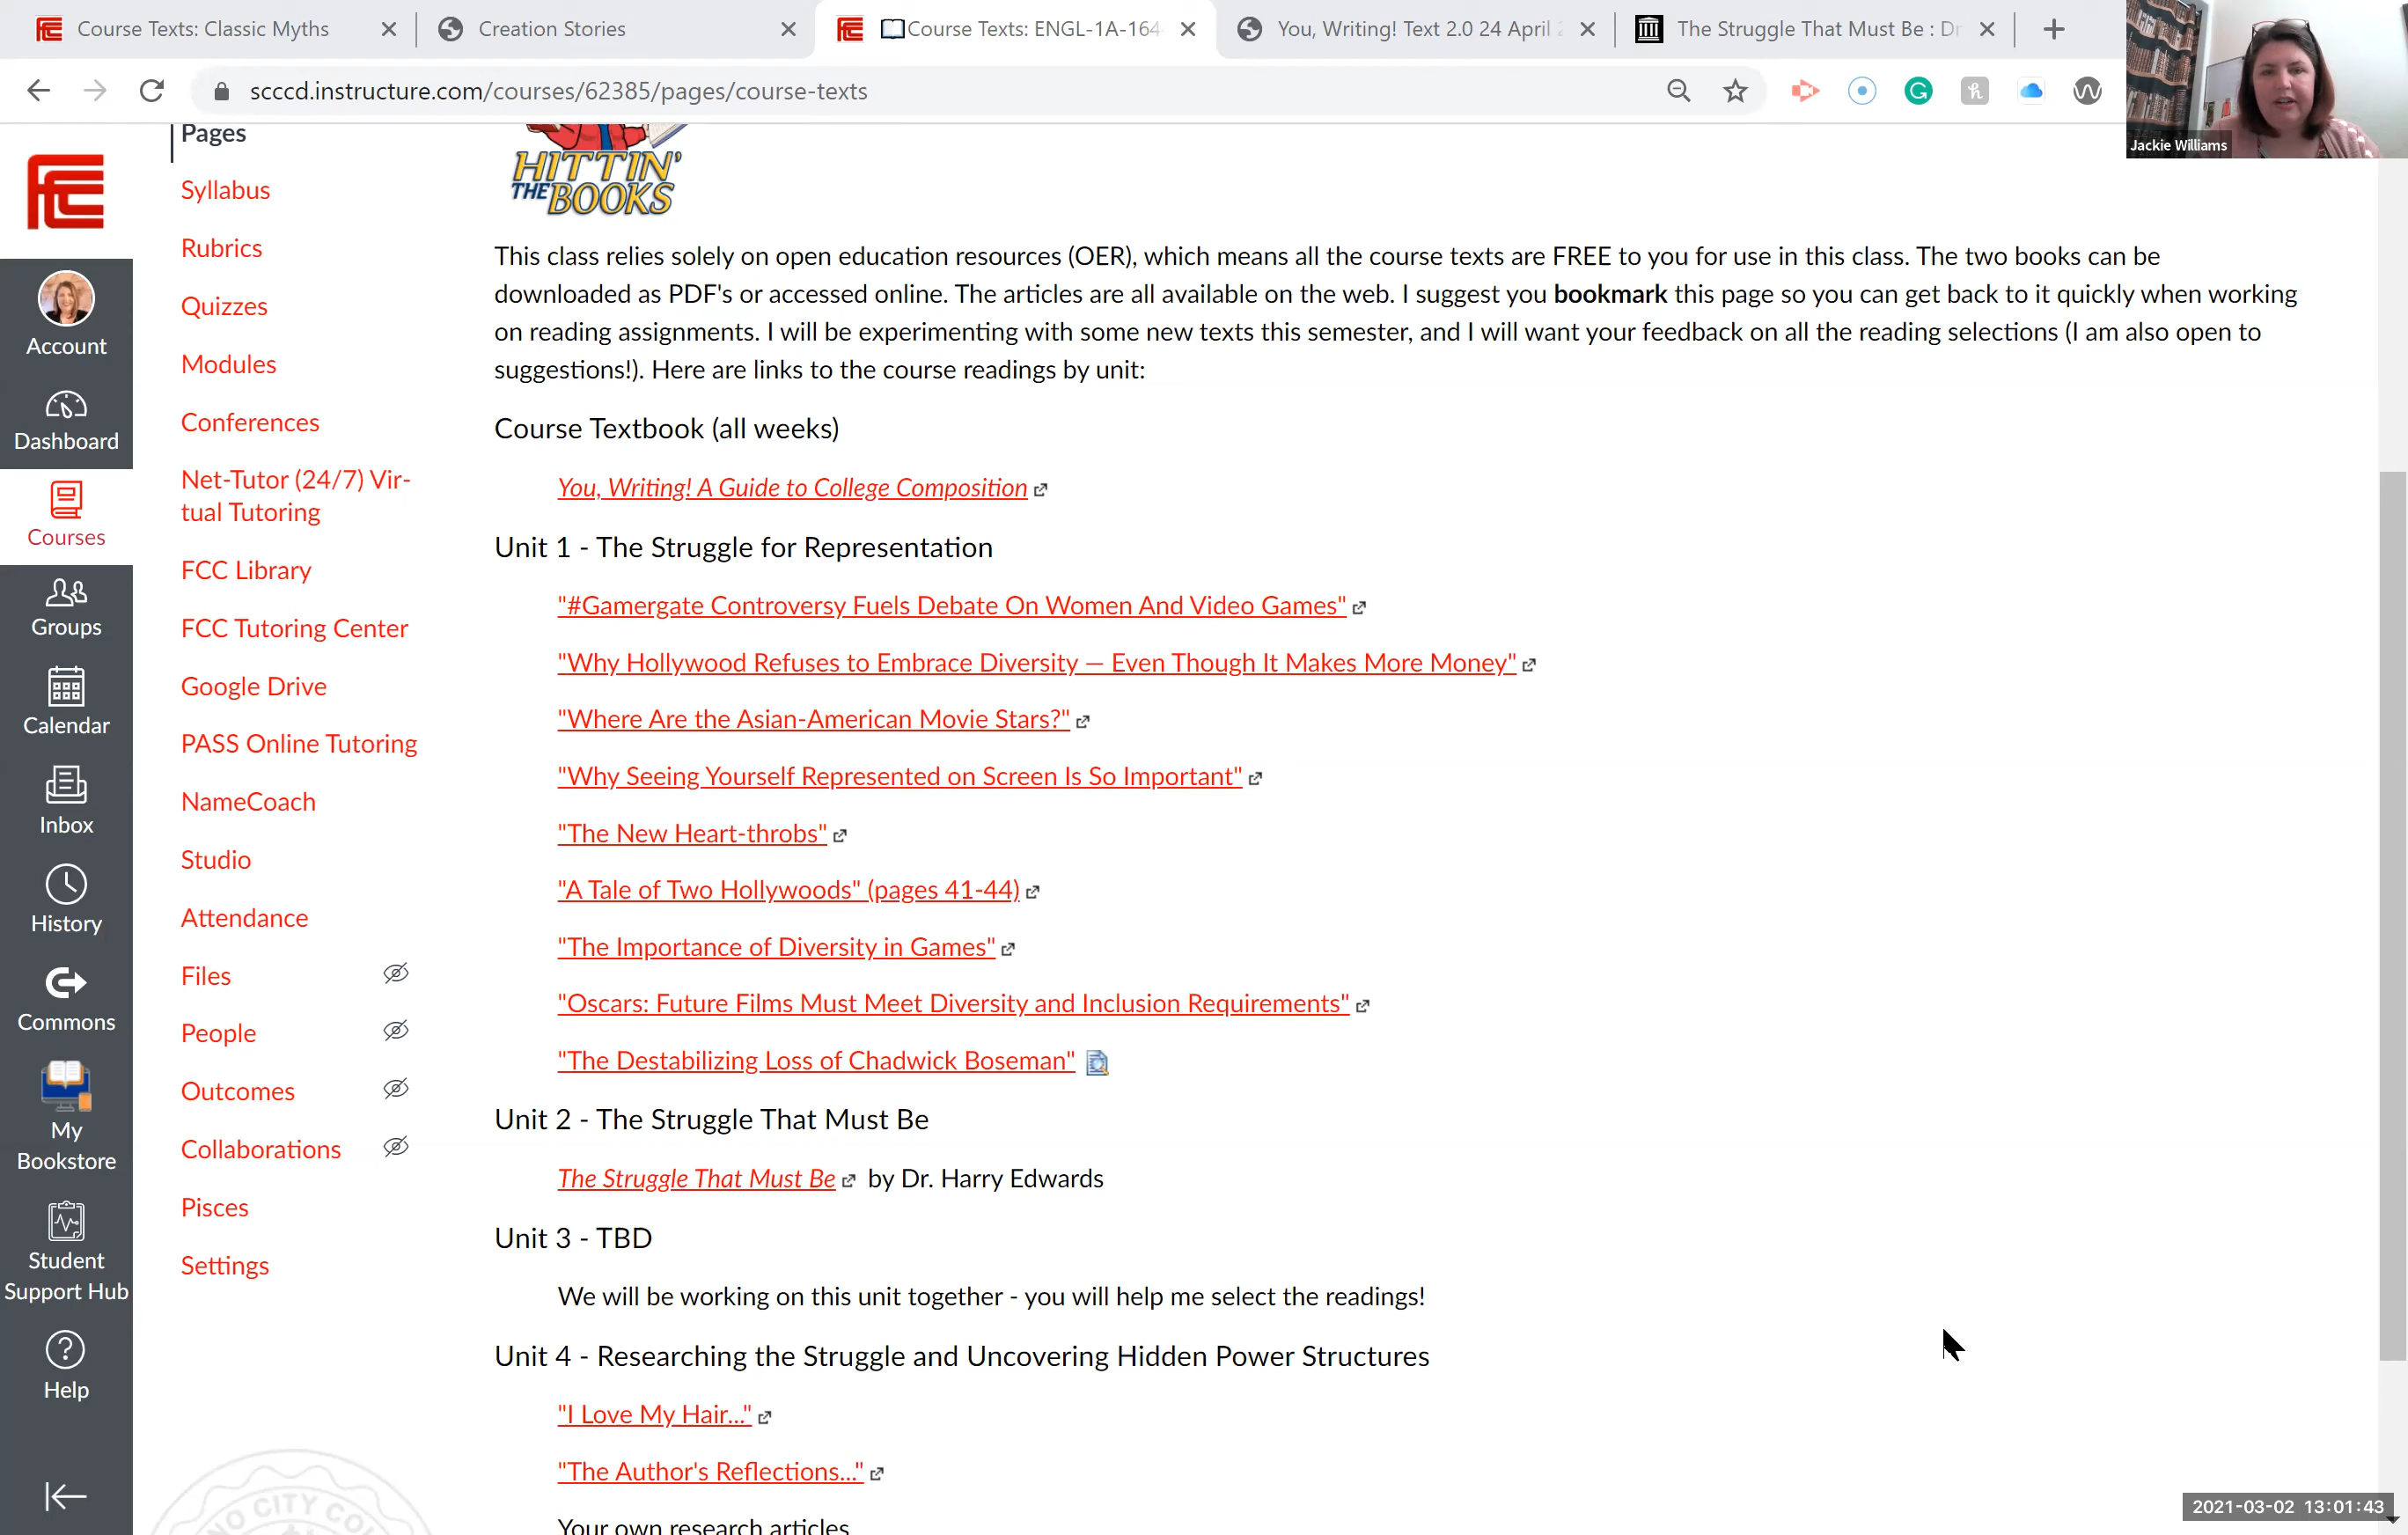 Course Texts: Classic Myths
Creation Stories
Course Texts: ENGL-1A-164
You, Writing! Text 2.0 24 April
The Struggle That Must Be : Dr
scccd.instructure.com/courses/62385/pages/course-texts
Jackie Williams
Account
Dashboard
Courses
Groups
Calendar
Inbox
History
Commons
My
Bookstore
Student
Support Hub
Help
Pages
Syllabus
Rubrics
Quizzes
Modules
Conferences
Net-Tutor (24/7) Vir-
tual Tutoring
FCC Library
FCC Tutoring Center
Google Drive
PASS Online Tutoring
NameCoach
Studio
Attendance
Files
People
Outcomes
Collaborations
Pisces
Settings
HITTIN'
THE BOOKS
This class relies solely on open education resources (OER), which means all the course texts are FREE to you for use in this class. The two books can be
downloaded as PDF's or accessed online. The articles are all available on the web. I suggest you bookmark this page so you can get back to it quickly when working
on reading assignments. I will be experimenting with some new texts this semester, and I will want your feedback on all the reading selections (I am also open to
suggestions!). Here are links to the course readings by unit:
Course Textbook (all weeks)
You, Writing! A Guide to College Composition
Unit 1 - The Struggle for Representation
"#Gamergate Controversy Fuels Debate On Women And Video Games"
"Why Hollywood Refuses to Embrace Diversity — Even Though It Makes More Money"
"Where Are the Asian-American Movie Stars?"
"Why Seeing Yourself Represented on Screen Is So Important"
"The New Heart-throbs"
"A Tale of Two Hollywoods" (pages 41-44)
"The Importance of Diversity in Games"
"Oscars: Future Films Must Meet Diversity and Inclusion Requirements"
"The Destabilizing Loss of Chadwick Boseman"
Unit 2 - The Struggle That Must Be
The Struggle That Must Be by Dr. Harry Edwards
Unit 3 - TBD
We will be working on this unit together - you will help me select the readings!
Unit 4 - Researching the Struggle and Uncovering Hidden Power Structures
"I Love My Hair..."
"The Author's Reflections..."
Your own research articles
NO CITY CO
2021-03-02 13:01:43